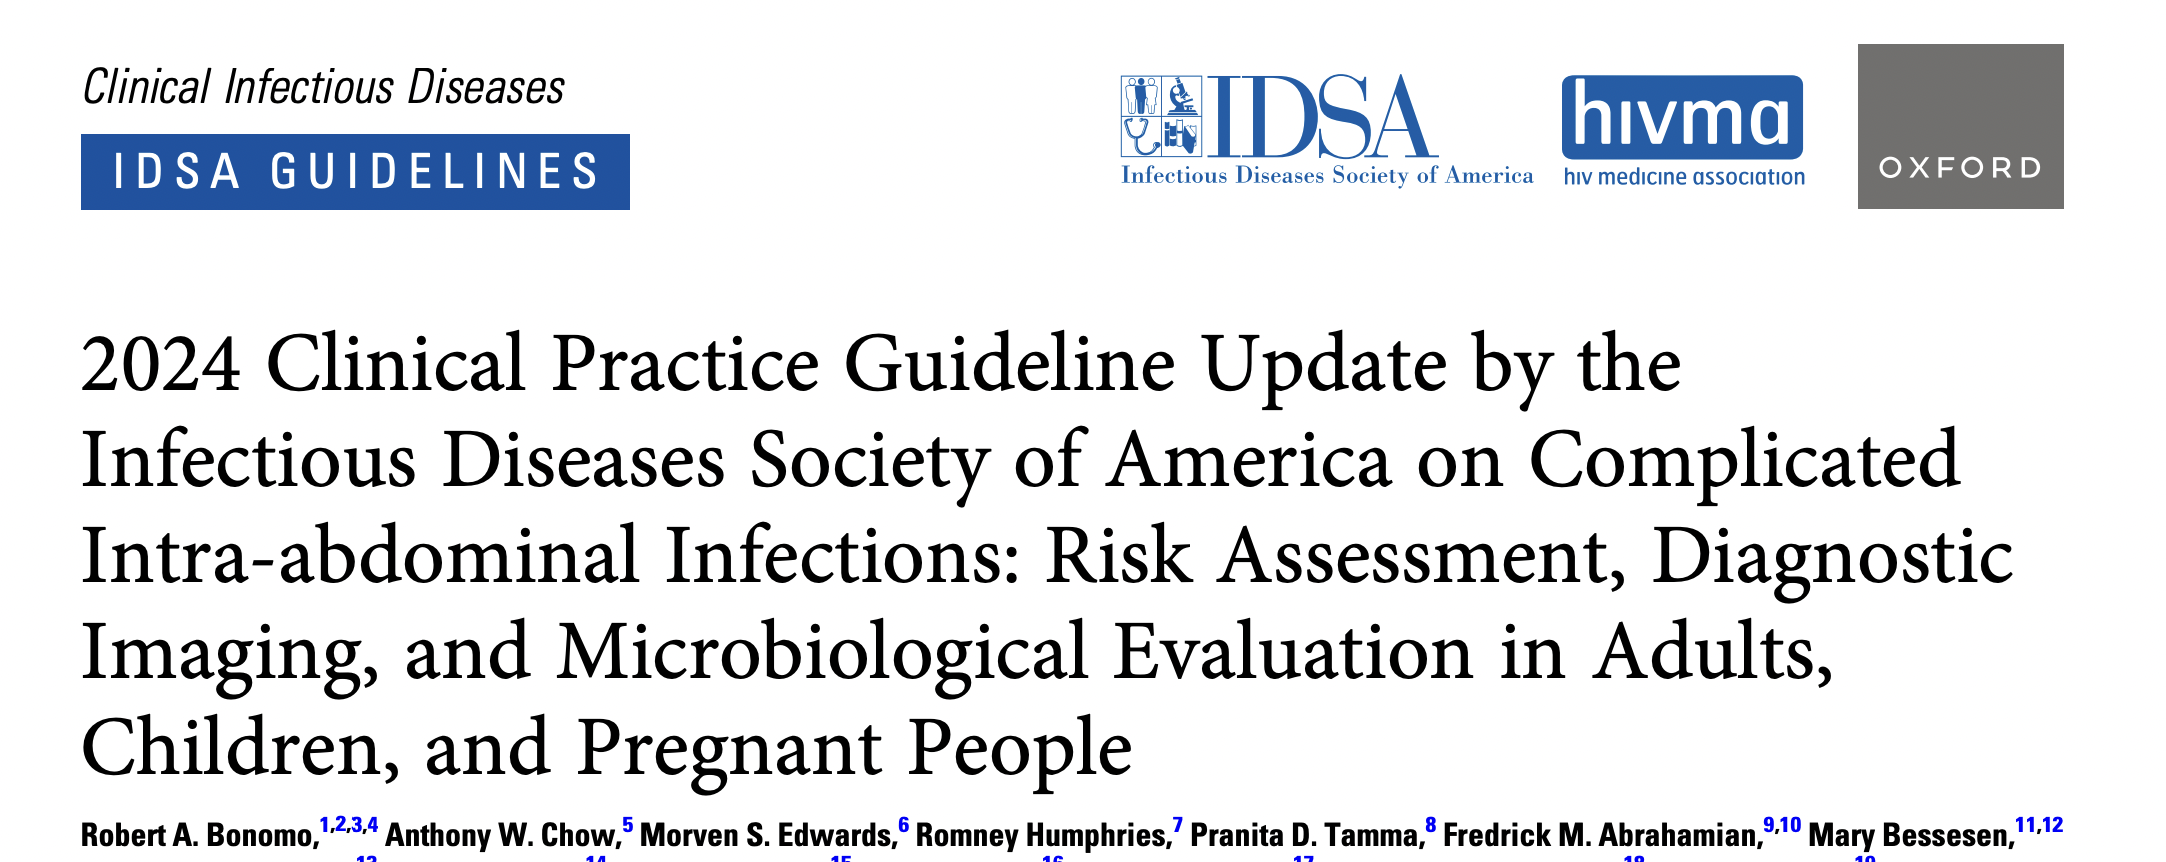 Clinical Infectious Diseases
IDSA GUIDELINES
IDSA
Infectious Diseases Society of America
hivma
hiv medicine association
OXFORD
2024 Clinical Practice Guideline Update by the
Infectious Diseases Society of America on Complicated
Intra-abdominal Infections: Risk Assessment, Diagnostic
Imaging, and Microbiological Evaluation in Adults,
Children, and Pregnant People
Robert A. Bonomo,1,2,3,4 Anthony W. Chow,5 Morven S. Edwards,6 Romney Humphries,7 Pranita D. Tamma,8 Fredrick M. Abrahamian,9,10 Mary Bessesen,11,12